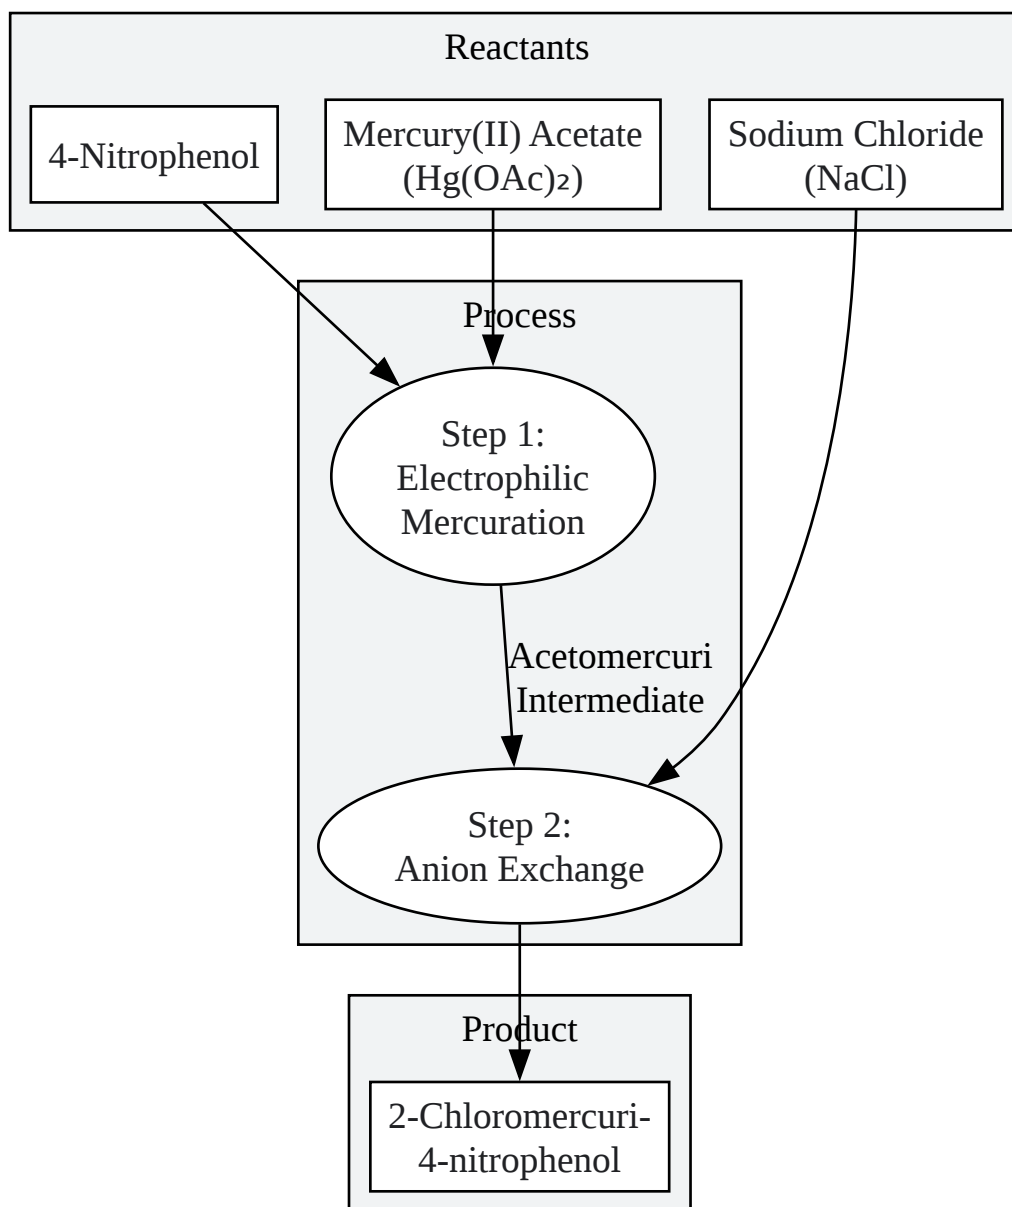 Reactants
4-Nitrophenol
Mercury(II) Acetate
(Hg(OAc)₂)
Sodium Chloride
(NaCl)
Process
Step 1:
Electrophilic
Mercuration
Acetomercuri
Intermediate
Step 2:
Anion Exchange
Product
2-Chloromercuri-
4-nitrophenol